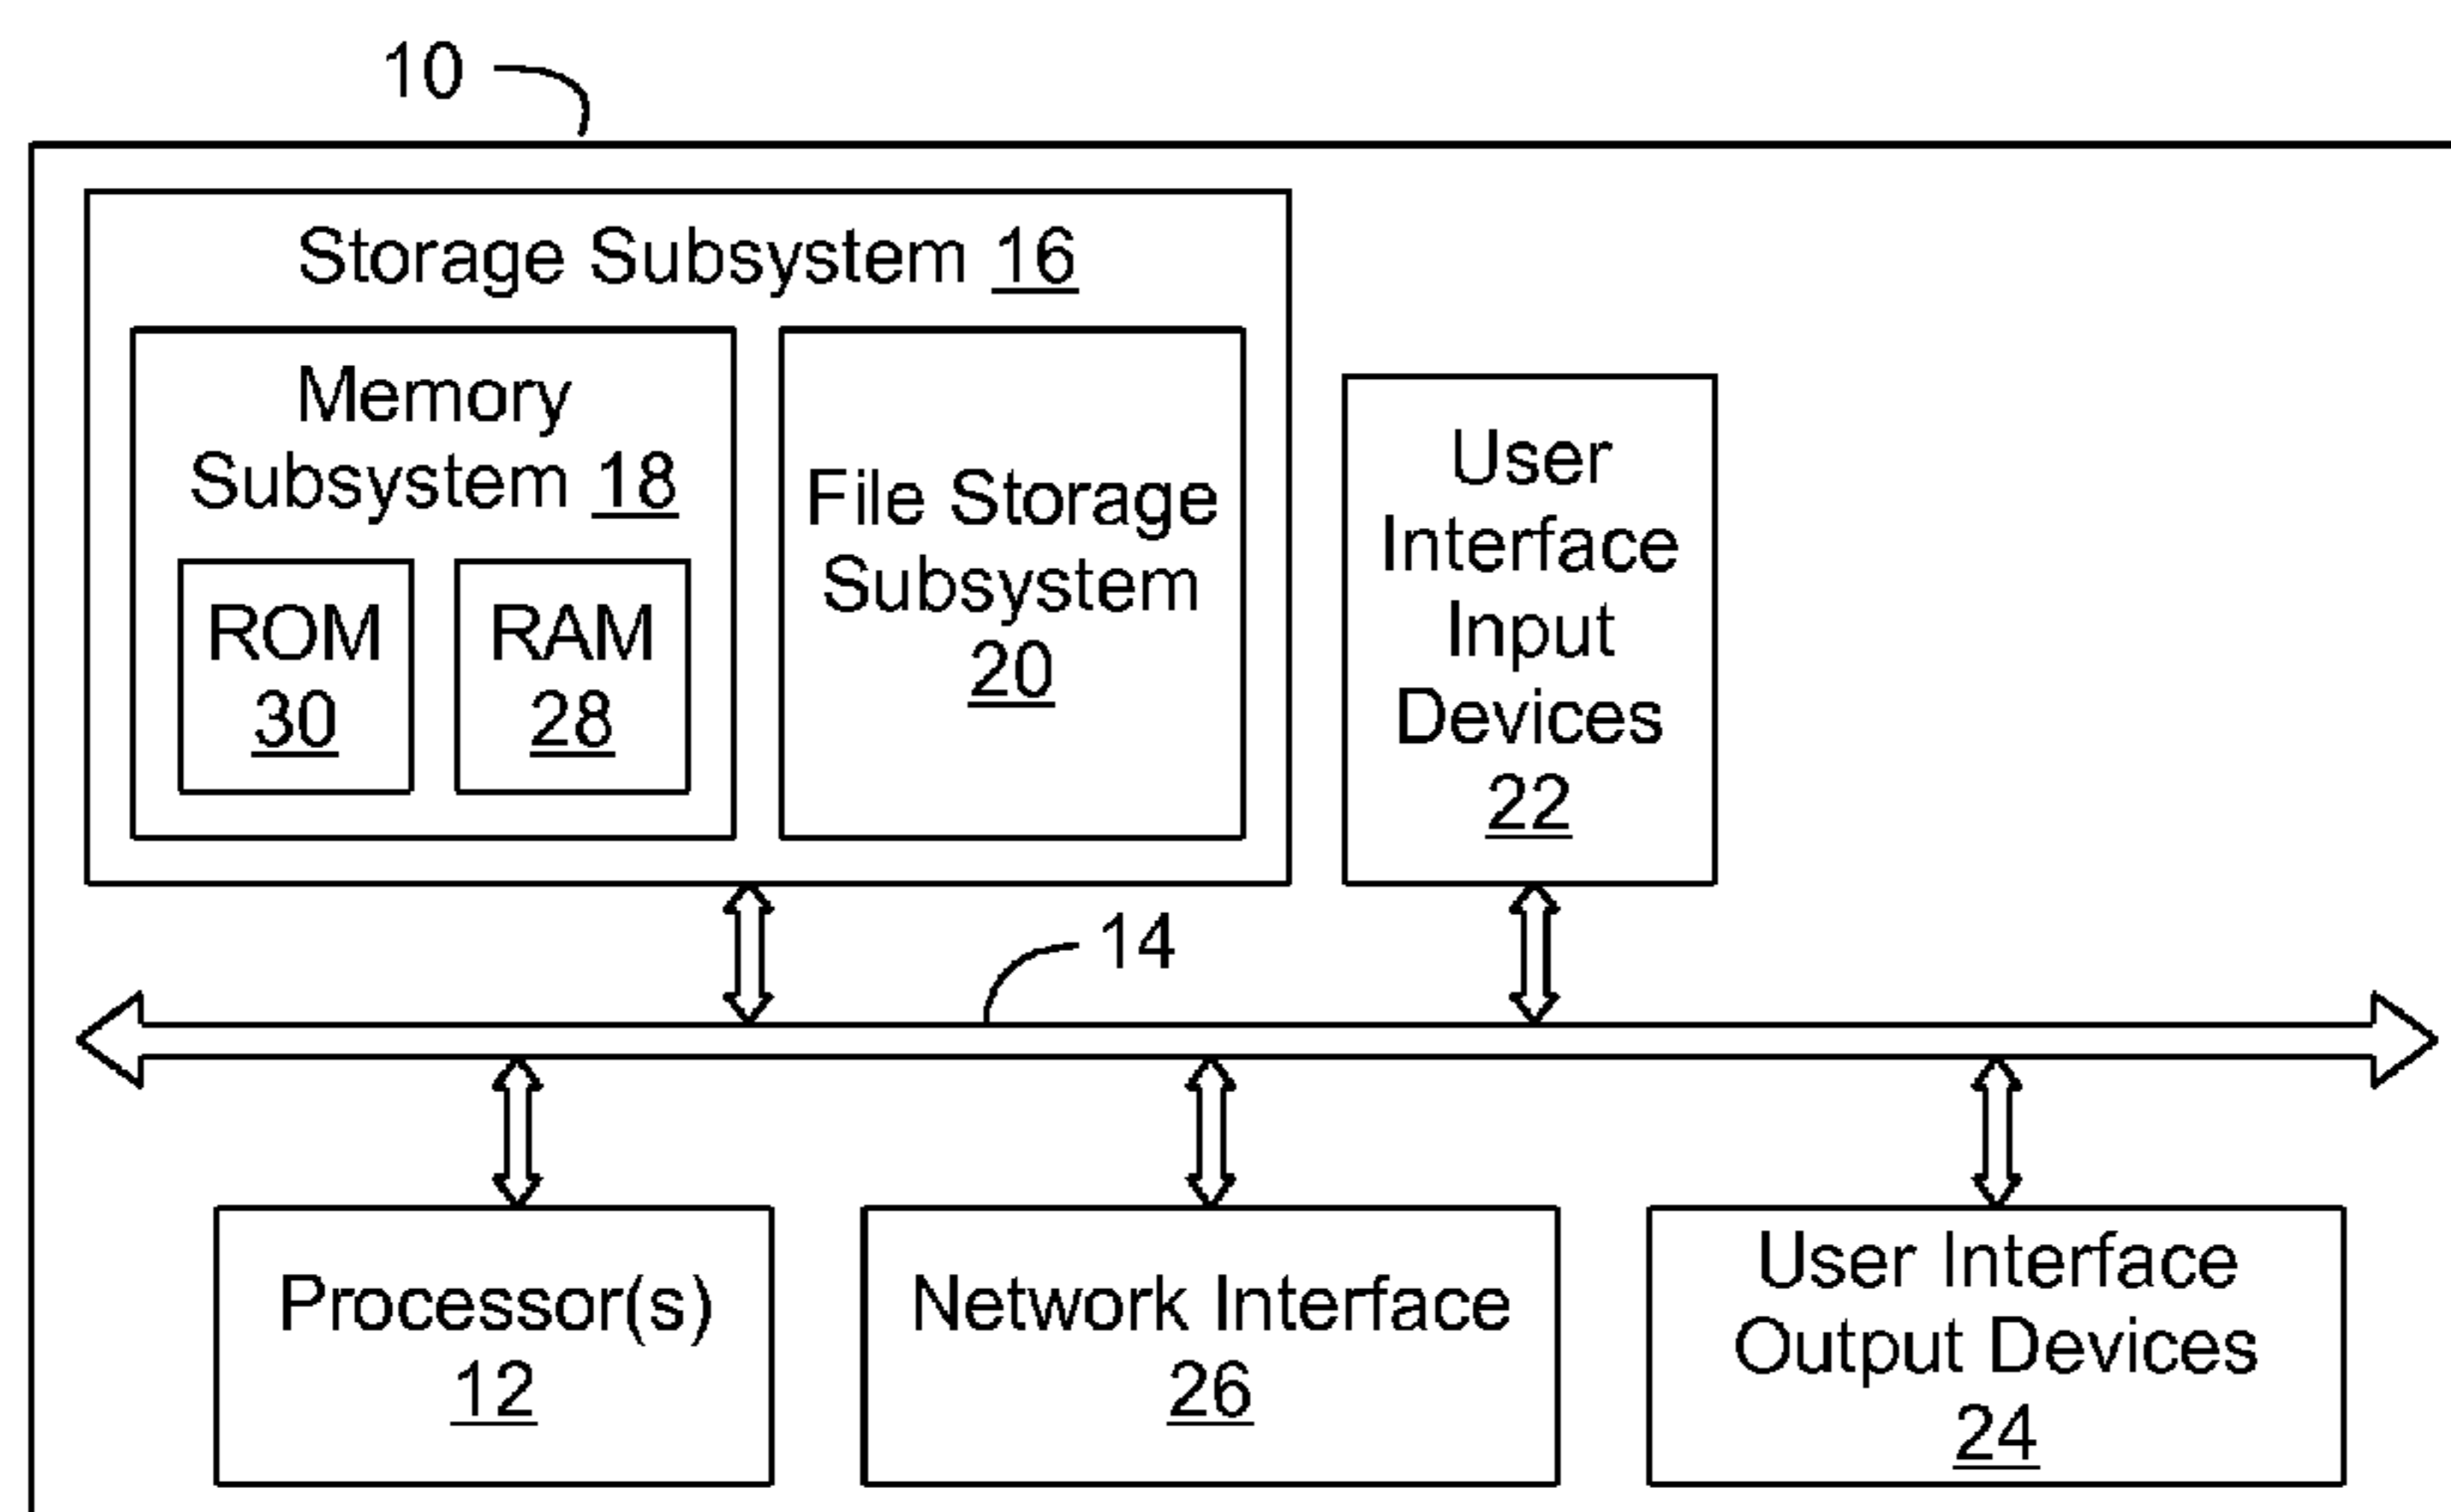 10
Storage Subsystem 16
Memory
Subsystem 18
ROM
30
RAM
28
File Storage
Subsystem
20
User
Interface
Input
Devices
22
14
Processor(s)
12
Network Interface
26
User Interface
Output Devices
24